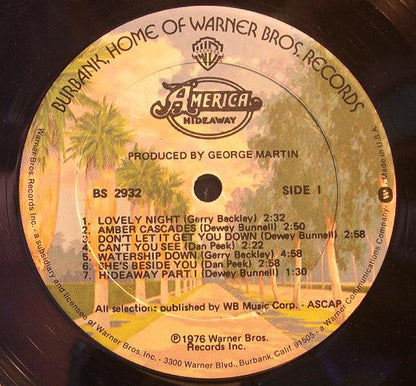 BURBANK, HOME OF WARNER BROS. RECORDS
AMERICA
HIDEAWAY
PRODUCED BY GEORGE MARTIN
BS 2932 SIDE 1
1. LOVELY NIGHT (Gerry Beckley) 2:32
2. AMBER CASCADES (Dewey Bunnell) 2:50
3. DON'T LET IT GET YOU DOWN (Dewey Bunnell) 2:58
4. CAN'T YOU SEE (Dan Peek) 2:22
5. WATERSHIP DOWN (Gerry Beckley) 4:58
6. SHE'S BESIDE YOU (Dan Peek) 2:58
7. HIDEAWAY PART I (Dewey Bunnell) 1:30
All selections published by WB Music Corp. - ASCAP
℗ 1976 Warner Bros.
Records Inc.
Warner Bros. Records Inc., a subsidiary and licensee of Warner Bros. Inc. - 3300 Warner Blvd., Burbank, Calif. 91505 - a Warner Communications Company
Made in U.S.A.